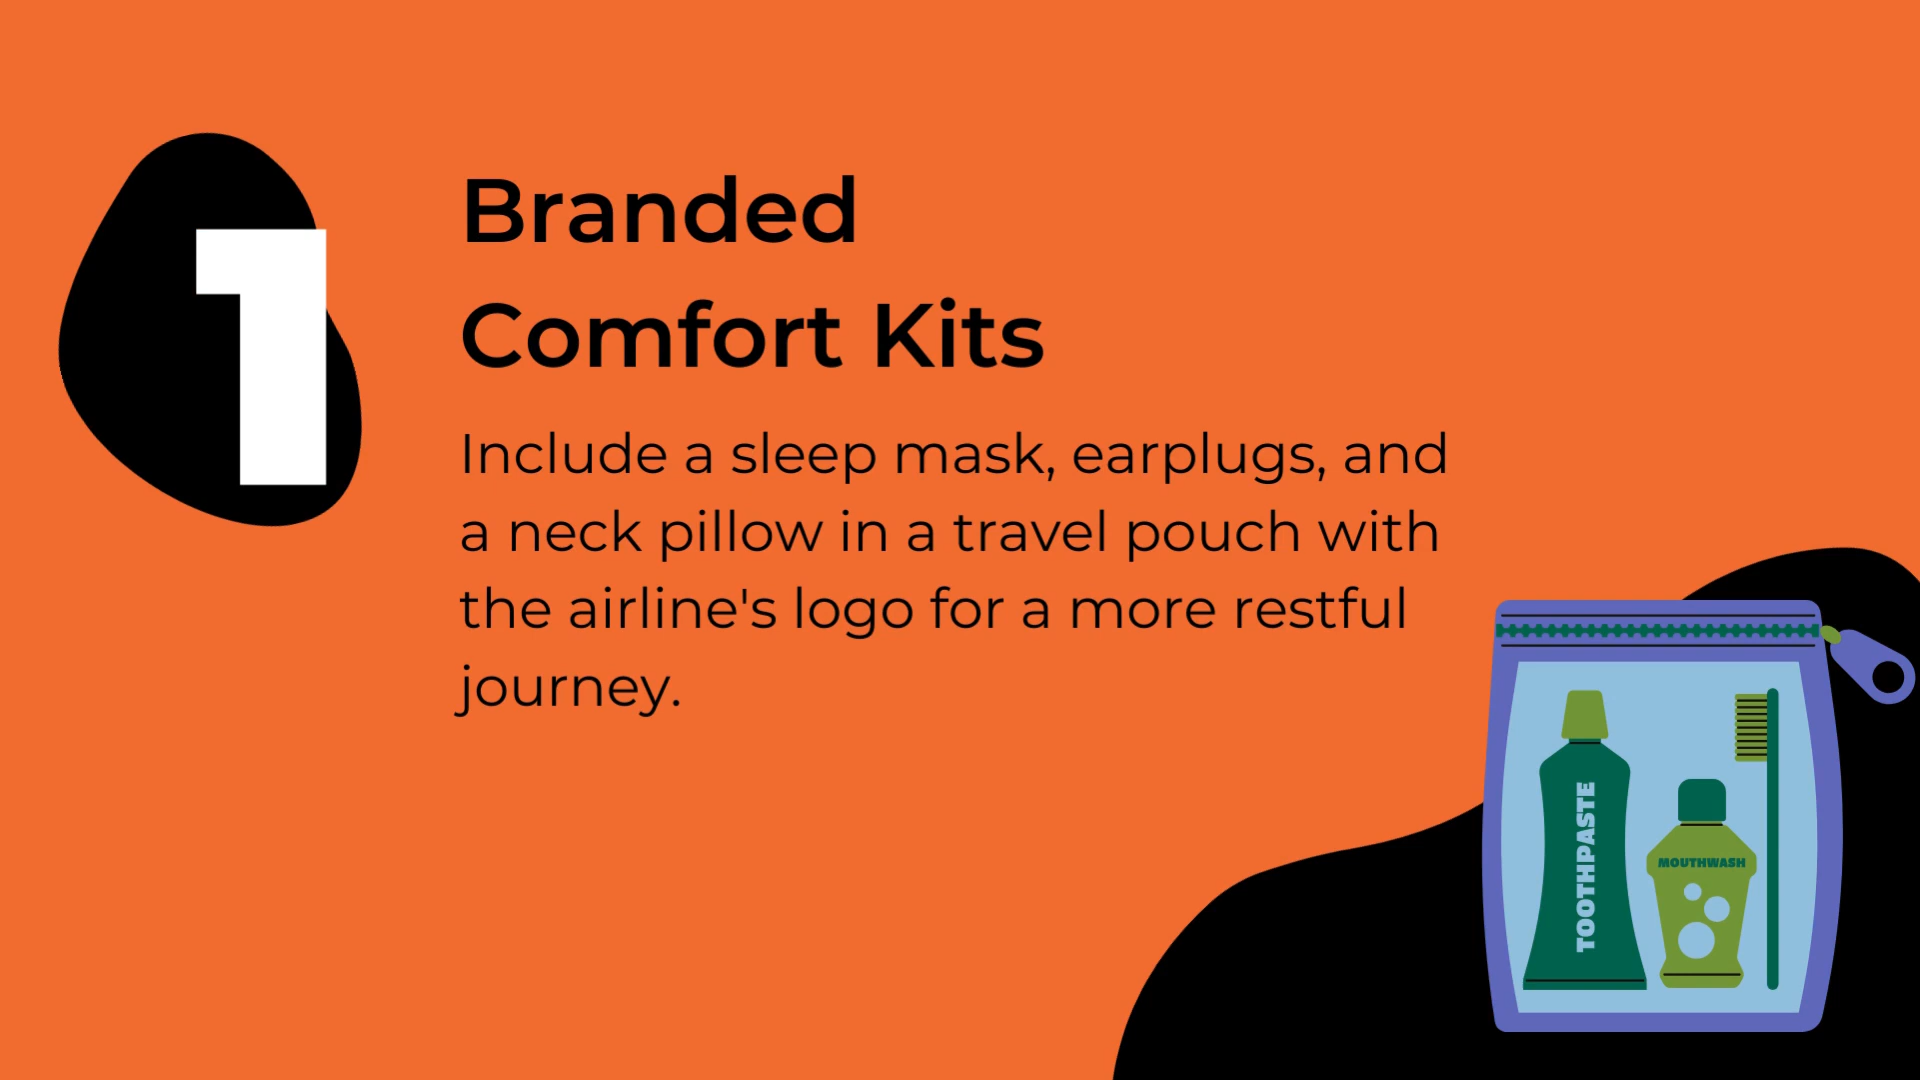 1
Branded
Comfort Kits
Include a sleep mask, earplugs, and
a neck pillow in a travel pouch with
the airline's logo for a more restful
journey.
TOOTHPASTE
MOUTHWASH